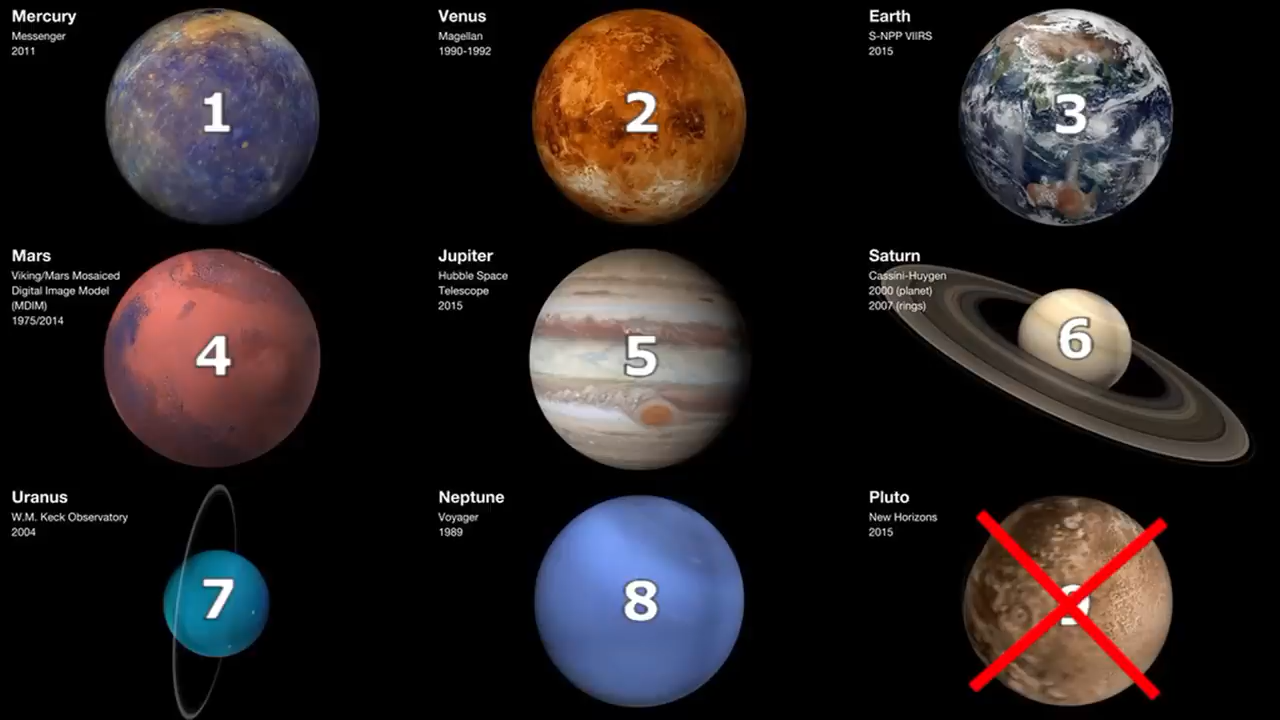 Mercury
Messenger
2011
1
Venus
Magellan
1990-1992
2
Earth
S-NPP VIIRS
2015
3
Mars
Viking/Mars Mosaiced
Digital Image Model
(MDIM)
1975/2014
4
Jupiter
Hubble Space
Telescope
2015
5
Saturn
Cassini-Huygen
2000 (planet)
2007 (rings)
6
Uranus
W.M. Keck Observatory
2004
7
Neptune
Voyager
1989
8
Pluto
New Horizons
2015
9